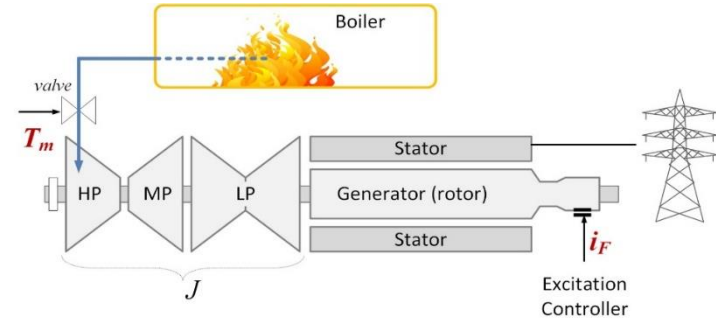 Boiler
valve
T_m
Stator
HP
MP
LP
Generator (rotor)
Stator
i_F
J
Excitation
Controller